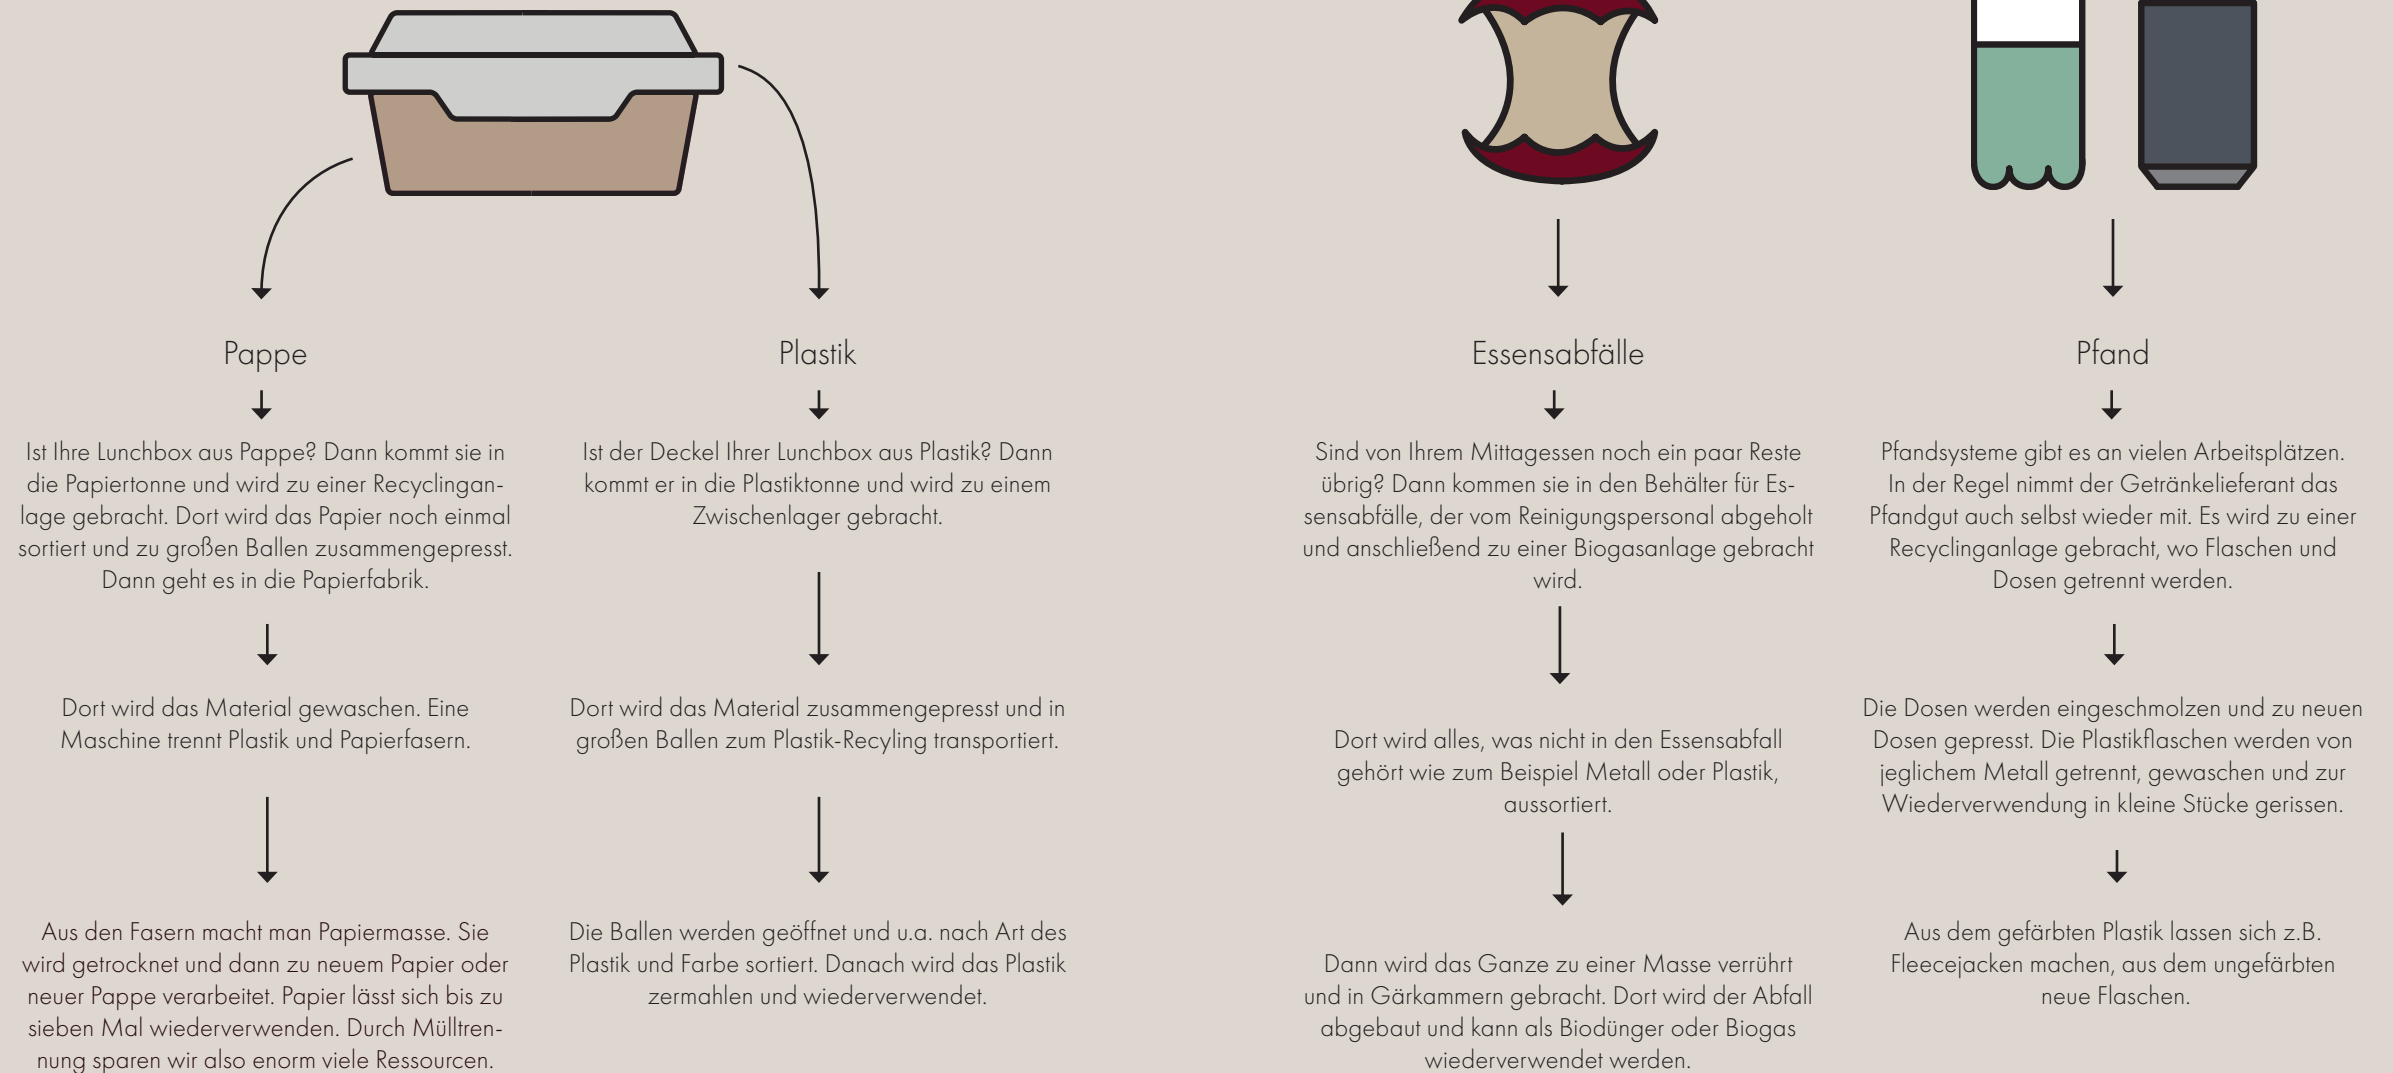 Pappe
Ist Ihre Lunchbox aus Pappe? Dann kommt sie in
die Papiertonne und wird zu einer Recyclingan-
lage gebracht. Dort wird das Papier noch einmal
sortiert und zu großen Ballen zusammengepresst.
Dann geht es in die Papierfabrik.
Dort wird das Material gewaschen. Eine
Maschine trennt Plastik und Papierfasern.
Aus den Fasern macht man Papiermasse. Sie
wird getrocknet und dann zu neuem Papier oder
neuer Pappe verarbeitet. Papier lässt sich bis zu
sieben Mal wiederverwenden. Durch Mülltren-
nung sparen wir also enorm viele Ressourcen.
Plastik
Ist der Deckel Ihrer Lunchbox aus Plastik? Dann
kommt er in die Plastiktonne und wird zu einem
Zwischenlager gebracht.
Dort wird das Material zusammengepresst und in
großen Ballen zum Plastik-Recyling transportiert.
Die Ballen werden geöffnet und u.a. nach Art des
Plastik und Farbe sortiert. Danach wird das Plastik
zermahlen und wiederverwendet.
Essensabfälle
Sind von Ihrem Mittagessen noch ein paar Reste
übrig? Dann kommen sie in den Behälter für Es-
sensabfälle, der vom Reinigungspersonal abgeholt
und anschließend zu einer Biogasanlage gebracht
wird.
Dort wird alles, was nicht in den Essensabfall
gehört wie zum Beispiel Metall oder Plastik,
aussortiert.
Dann wird das Ganze zu einer Masse verrührt
und in Gärkammern gebracht. Dort wird der Abfall
abgebaut und kann als Biodünger oder Biogas
wiederverwendet werden.
Pfand
Pfandsysteme gibt es an vielen Arbeitsplätzen.
In der Regel nimmt der Getränkelieferant das
Pfandgut auch selbst wieder mit. Es wird zu einer
Recyclinganlage gebracht, wo Flaschen und
Dosen getrennt werden.
Die Dosen werden eingeschmolzen und zu neuen
Dosen gepresst. Die Plastikflaschen werden von
jeglichem Metall getrennt, gewaschen und zur
Wiederverwendung in kleine Stücke gerissen.
Aus dem gefärbten Plastik lassen sich z.B.
Fleecejacken machen, aus dem ungefärbten
neue Flaschen.